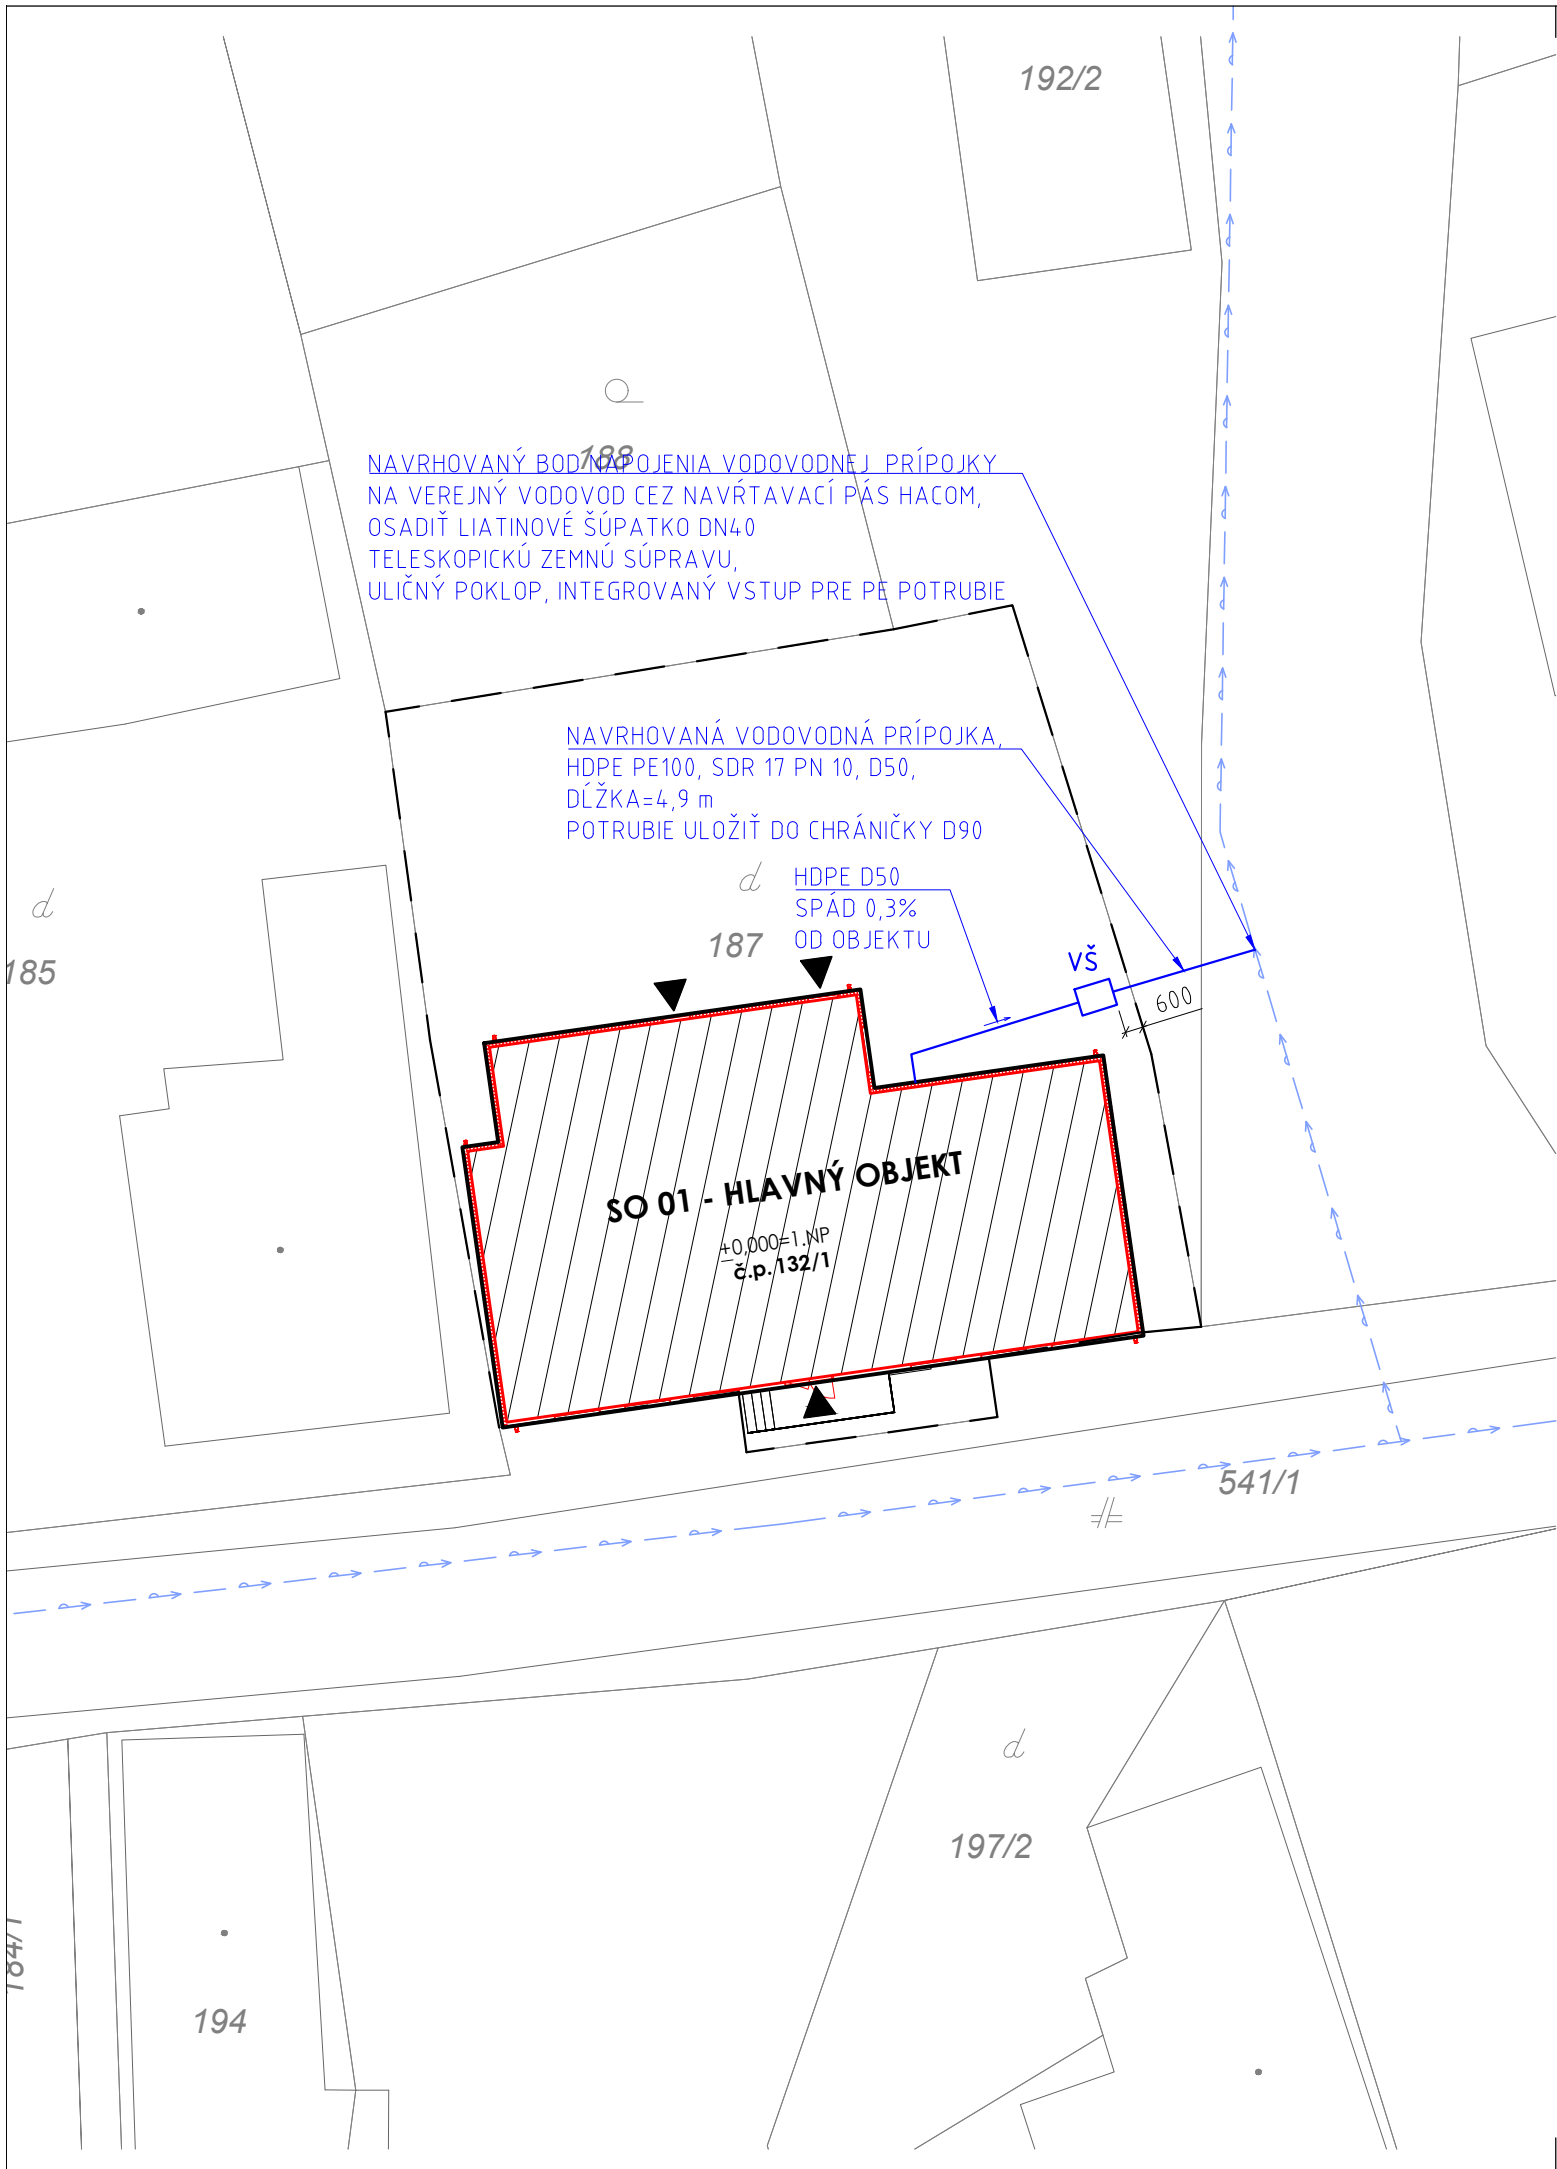 192/2
188
NAVRHOVANÝ BOD NAPOJENIA VODOVODNEJ PRÍPOJKY
NA VEREJNÝ VODOVOD CEZ NAVŔTAVACÍ PÁS HACOM,
OSADIŤ LIATINOVÉ ŠÚPATKO DN40
TELESKOPICKÚ ZEMNÚ SÚPRAVU,
ULIČNÝ POKLOP, INTEGROVANÝ VSTUP PRE PE POTRUBIE
NAVRHOVANÁ VODOVODNÁ PRÍPOJKA,
HDPE PE100, SDR 17 PN 10, D50,
DĹŽKA=4,9 m
POTRUBIE ULOŽIŤ DO CHRÁNIČKY D90
HDPE D50
SPÁD 0,3%
OD OBJEKTU
187
185
VŠ
600
SO 01 - HLAVNÝ OBJEKT
±0,000=1.NP
č.p.132/1
541/1
197/2
184/1
194